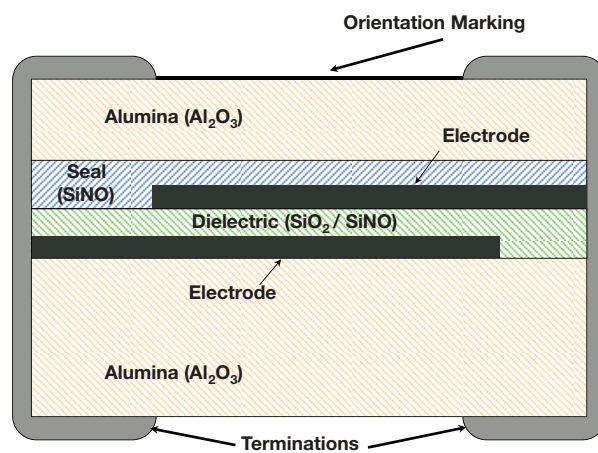 Orientation Marking
Alumina (Al₂O₃)
Electrode
Seal
(SiNO)
Dielectric (SiO₂ / SiNO)
Electrode
Alumina (Al₂O₃)
Terminations